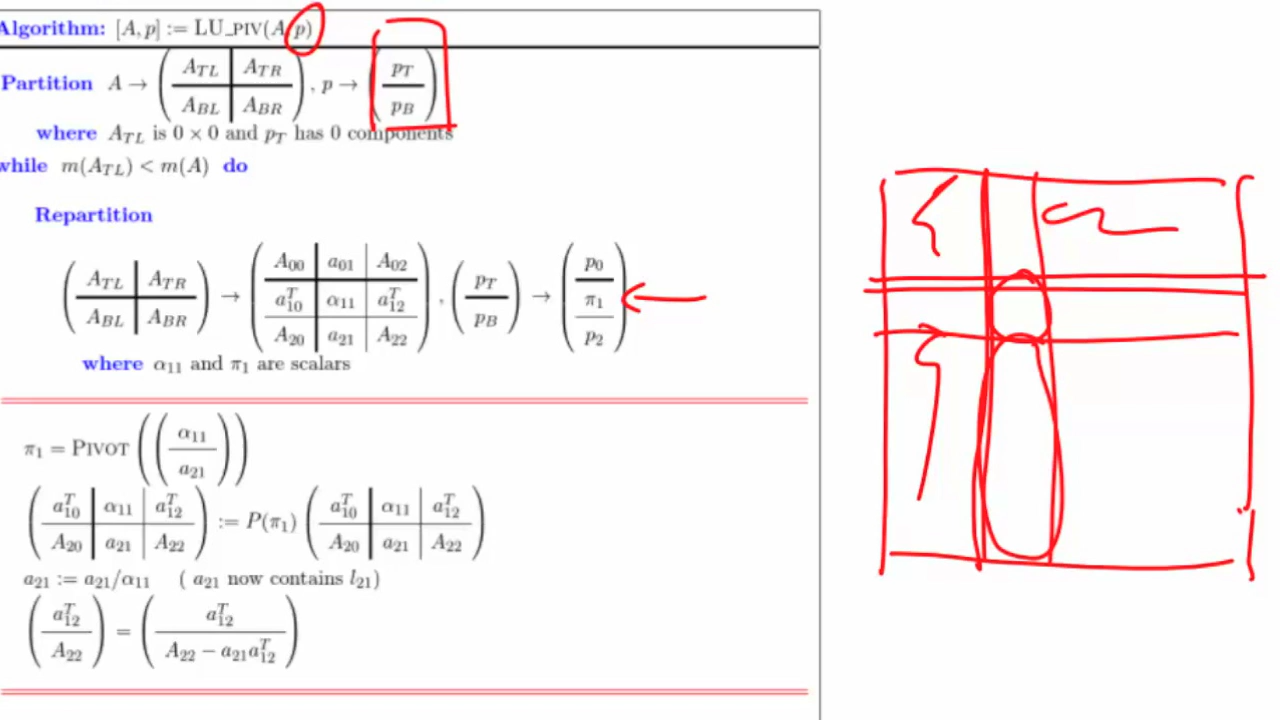 Algorithm: [A, p] := LU_PIV(A, p)
Partition A → ( A_TL | A_TR / A_BL | A_BR ), p → ( p_T / p_B )
where A_TL is 0 × 0 and p_T has 0 components
while m(A_TL) < m(A) do
Repartition
( A_TL | A_TR / A_BL | A_BR ) → ( A_00 | a_01 | A_02 / a_10^T | α_11 | a_12^T / A_20 | a_21 | A_22 ), ( p_T / p_B ) → ( p_0 / π_1 / p_2 )
where α_11 and π_1 are scalars
π_1 = PIVOT ( ( α_11 / a_21 ) )
( a_10^T | α_11 | a_12^T / A_20 | a_21 | A_22 ) := P(π_1) ( a_10^T | α_11 | a_12^T / A_20 | a_21 | A_22 )
a_21 := a_21/α_11 ( a_21 now contains l_21)
( a_12^T / A_22 ) = ( a_12^T / A_22 − a_21 a_12^T )